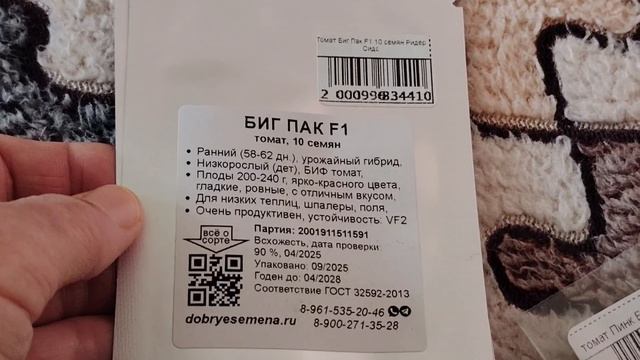 Томат Биг Пак F1 10 семян Ридер
Сидс
2 000996834410
БИГ ПАК F1
томат, 10 семян
• Ранний (58-62 дн.), урожайный гибрид,
• Низкорослый (дет), БИФ томат,
• Плоды 200-240 г, ярко-красного цвета,
гладкие, ровные, с отличным вкусом,
• Для низких теплиц, шпалеры, поля,
• Очень продуктивен, устойчивость: VF2
всё о
сорте
Партия: 2001911511591
Всхожесть, дата проверки:
90 %, 04/2025
Упаковано: 09/2025
Годен до: 04/2028
Соответствие ГОСТ 32592-2013
8-961-535-20-46
dobryesemena.ru 8-900-271-35-28
томат Пинк